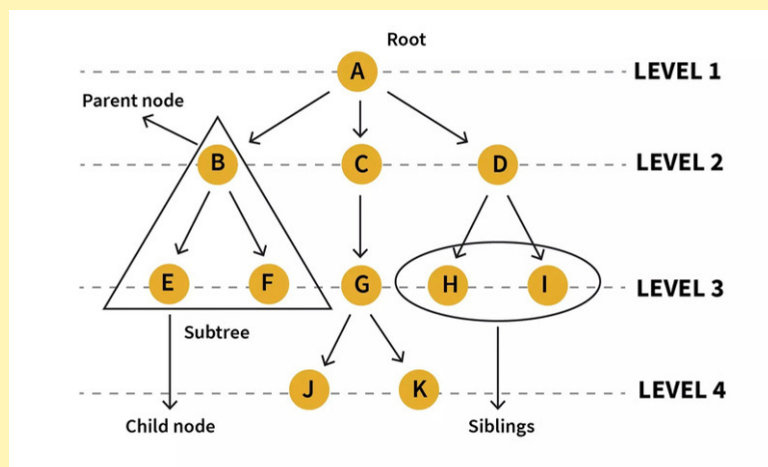 Root
A
LEVEL 1
Parent node
B
C
D
LEVEL 2
E
F
G
H
I
LEVEL 3
Subtree
J
K
LEVEL 4
Child node
Siblings